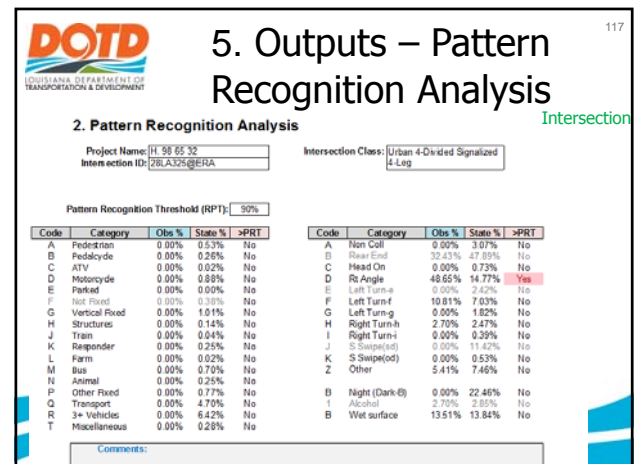 DOTD
LOUISIANA DEPARTMENT OF
TRANSPORTATION & DEVELOPMENT
5. Outputs – Pattern
Recognition Analysis
117
Intersection
2. Pattern Recognition Analysis
Project Name: H. 98 65 32
Intersection ID: 28LA325@ERA
Intersection Class: Urban 4-Divided Signalized
4-Leg
Pattern Recognition Threshold (RPT): 90%
Code Category Obs % State % >PRT
A Pedestrian 0.00% 0.53% No
B Pedalcycle 0.00% 0.26% No
C ATV 0.00% 0.02% No
D Motorcycle 0.00% 0.88% No
E Parked 0.00% 0.00% No
F Not Fixed 0.00% 0.38% No
G Vertical Fixed 0.00% 1.01% No
H Structures 0.00% 0.14% No
J Train 0.00% 0.04% No
K Responder 0.00% 0.25% No
L Farm 0.00% 0.02% No
M Bus 0.00% 0.70% No
N Animal 0.00% 0.25% No
P Other Fixed 0.00% 0.77% No
Q Transport 0.00% 4.70% No
R 3+ Vehicles 0.00% 6.42% No
T Miscellaneous 0.00% 0.28% No
Code Category Obs % State % >PRT
A Non Coll 0.00% 3.07% No
B Rear End 32.43% 47.89% No
C Head On 0.00% 0.73% No
D Rt Angle 48.65% 14.77% Yes
E Left Turn-e 0.00% 2.42% No
F Left Turn-f 10.81% 7.03% No
G Left Turn-g 0.00% 1.82% No
H Right Turn-h 2.70% 2.47% No
I Right Turn-i 0.00% 0.39% No
J S Swipe(sd) 0.00% 11.42% No
K S Swipe(od) 0.00% 0.53% No
Z Other 5.41% 7.46% No
B Night (Dark-B) 0.00% 22.46% No
1 Alcohol 2.70% 2.85% No
B Wet surface 13.51% 13.84% No
Comments: